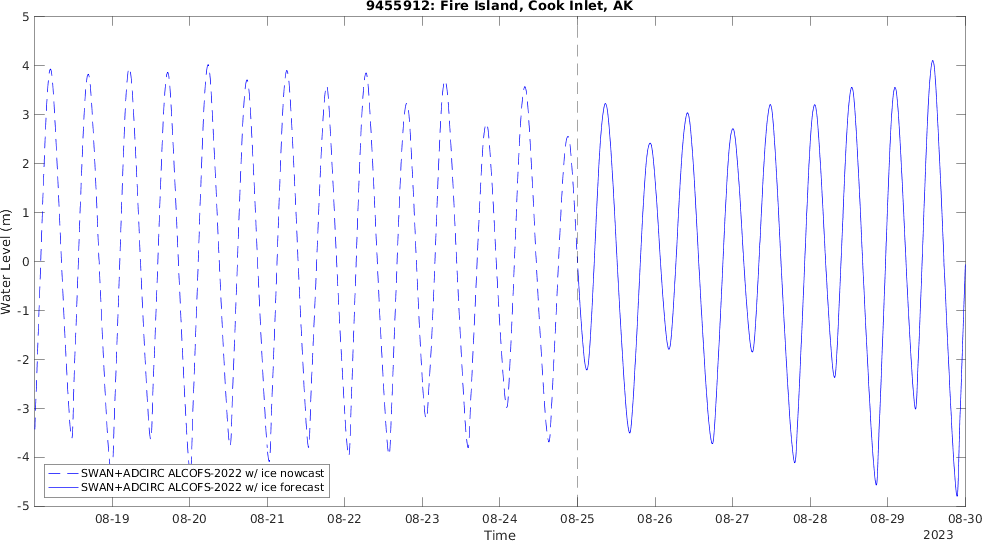 9455912: Fire Island, Cook Inlet, AK
5
4
3
2
1
0
-1
-2
-3
-4
-5
Water Level (m)
SWAN+ADCIRC ALCOFS-2022 w/ ice nowcast
SWAN+ADCIRC ALCOFS-2022 w/ ice forecast
08-19 08-20 08-21 08-22 08-23 08-24 08-25 08-26 08-27 08-28 08-29 08-30
Time
2023